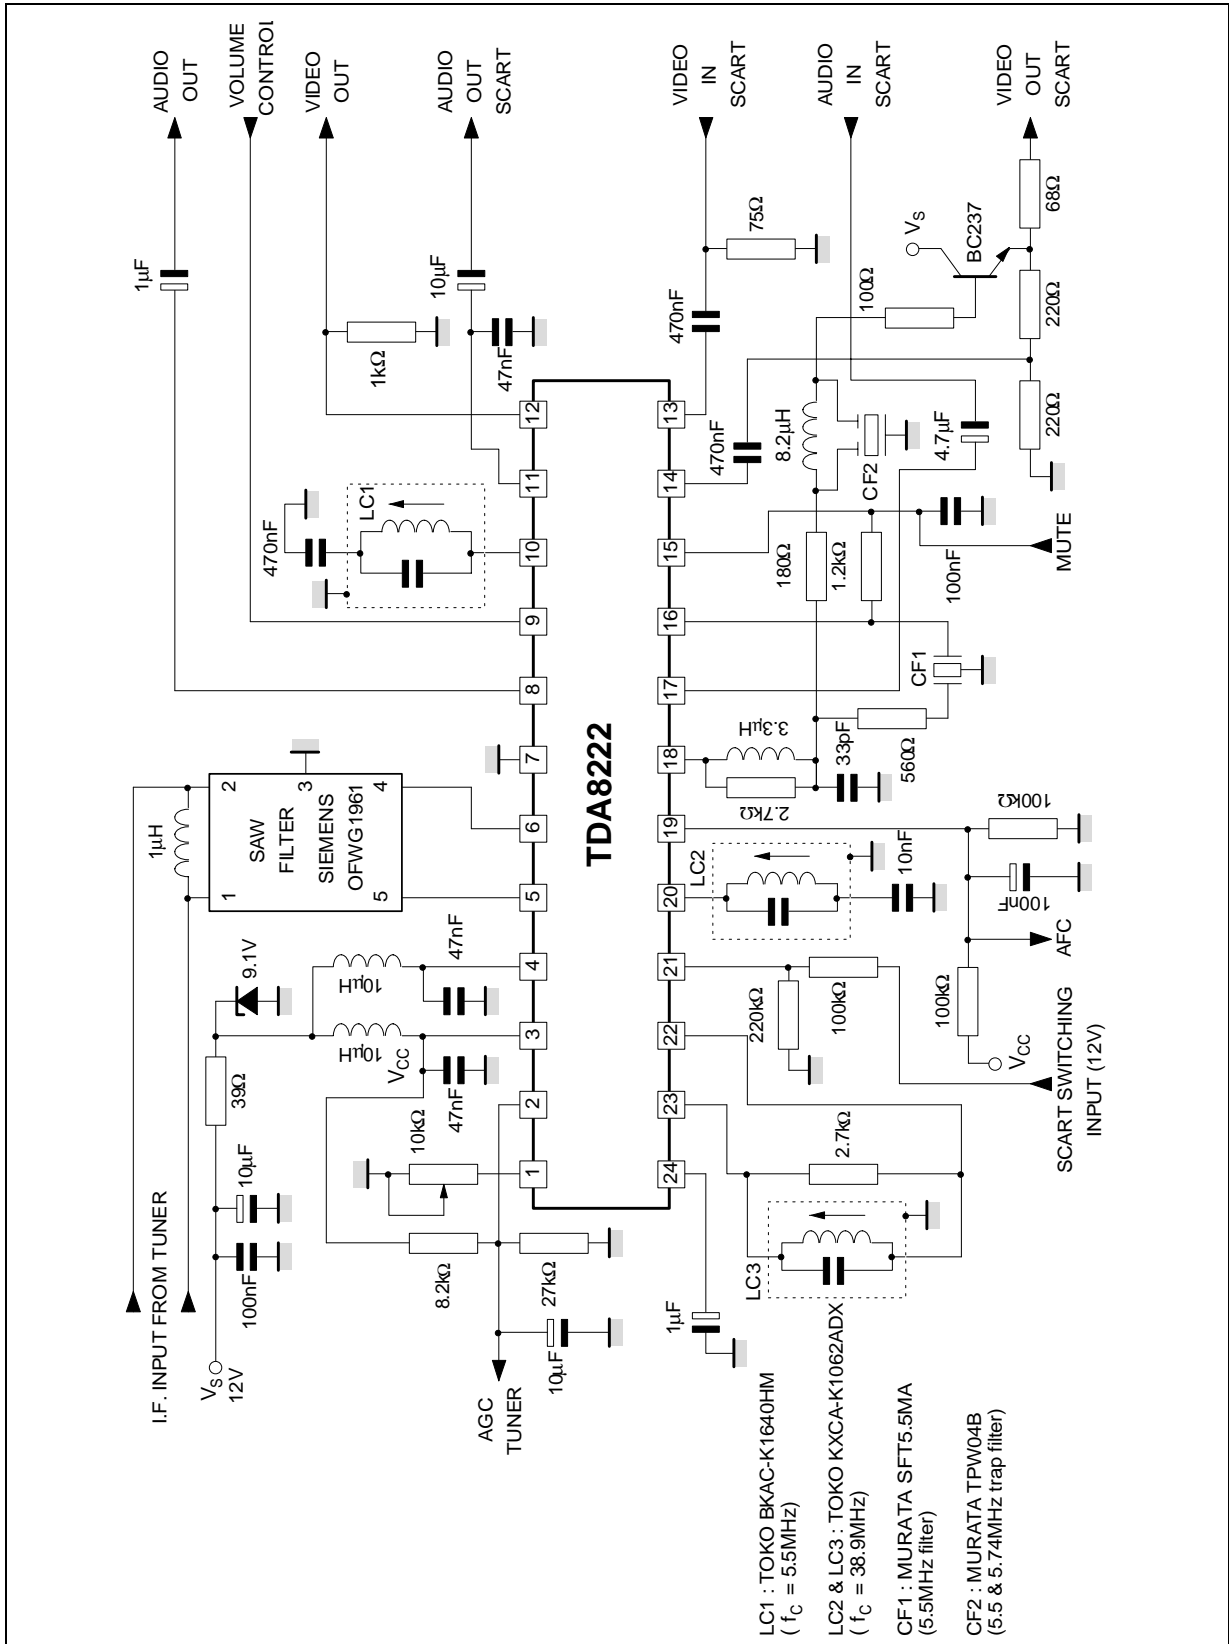 I.F. INPUT FROM TUNER
VS
12V
100nF
10µF
39Ω
9.1V
10µH
10µH
VCC
47nF
47nF
1µH
1
2
SAW
FILTER
SIEMENS
OFWG1961
3
5
4
AGC
TUNER
8.2kΩ
27kΩ
10µF
10kΩ
1µF
AUDIO
OUT
VOLUME
CONTROL
VIDEO
OUT
1kΩ
10µF
47nF
AUDIO
OUT
SCART
470nF
LC1
1
2
3
4
5
6
7
8
9
10
11
12
TDA8222
24
23
22
21
20
19
18
17
16
15
14
13
1µF
LC3
2.7kΩ
220kΩ
100kΩ
SCART SWITCHING
INPUT (12V)
LC2
10nF
VCC
100kΩ
AFC
100nF
100kΩ
2.7kΩ
3.3µH
33pF
560Ω
CF1
180Ω
1.2kΩ
100nF
MUTE
8.2µH
CF2
4.7µF
470nF
470nF
75Ω
VIDEO
IN
SCART
AUDIO
IN
SCART
VIDEO
OUT
SCART
100Ω
VS
BC237
68Ω
220Ω
220Ω
LC1 : TOKO BKAC-K1640HM
( fC = 5.5MHz)
LC2 & LC3 : TOKO KXCA-K1062ADX
( fC = 38.9MHz)
CF1 : MURATA SFT5.5MA
(5.5MHz filter)
CF2 : MURATA TPW04B
(5.5 & 5.74MHz trap filter)